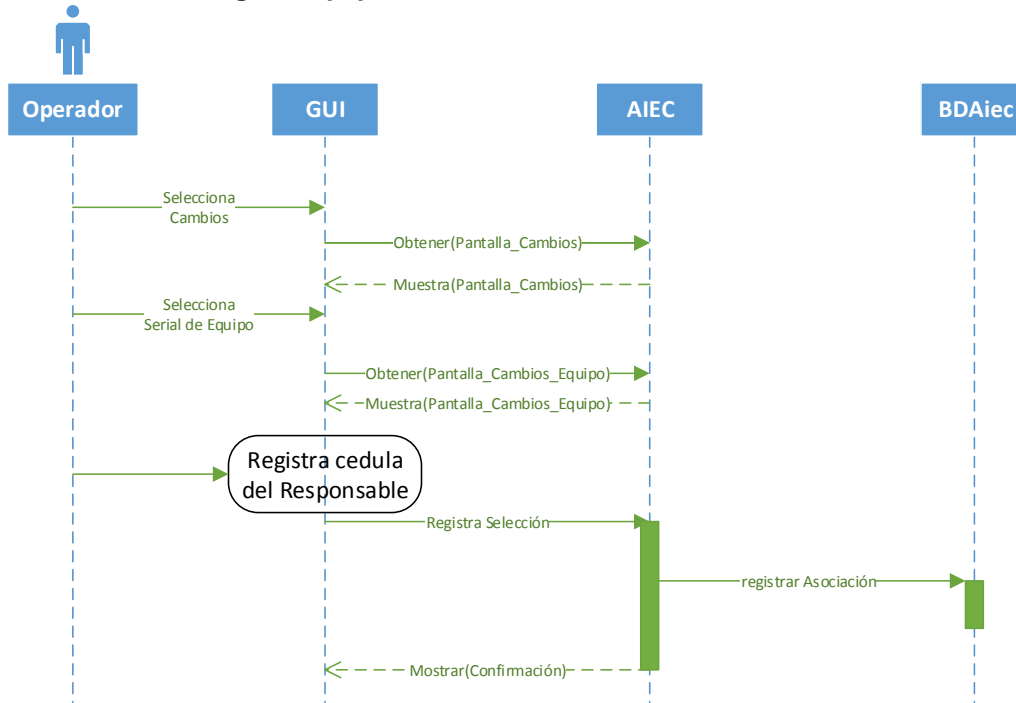 Operador
GUI
AIEC
BDAiec
Selecciona
Cambios
Obtener(Pantalla_Cambios)
Muestra(Pantalla_Cambios)
Selecciona
Serial de Equipo
Obtener(Pantalla_Cambios_Equipo)
Muestra(Pantalla_Cambios_Equipo)
Registra cedula
del Responsable
Registra Selección
registrar Asociación
Mostrar(Confirmación)